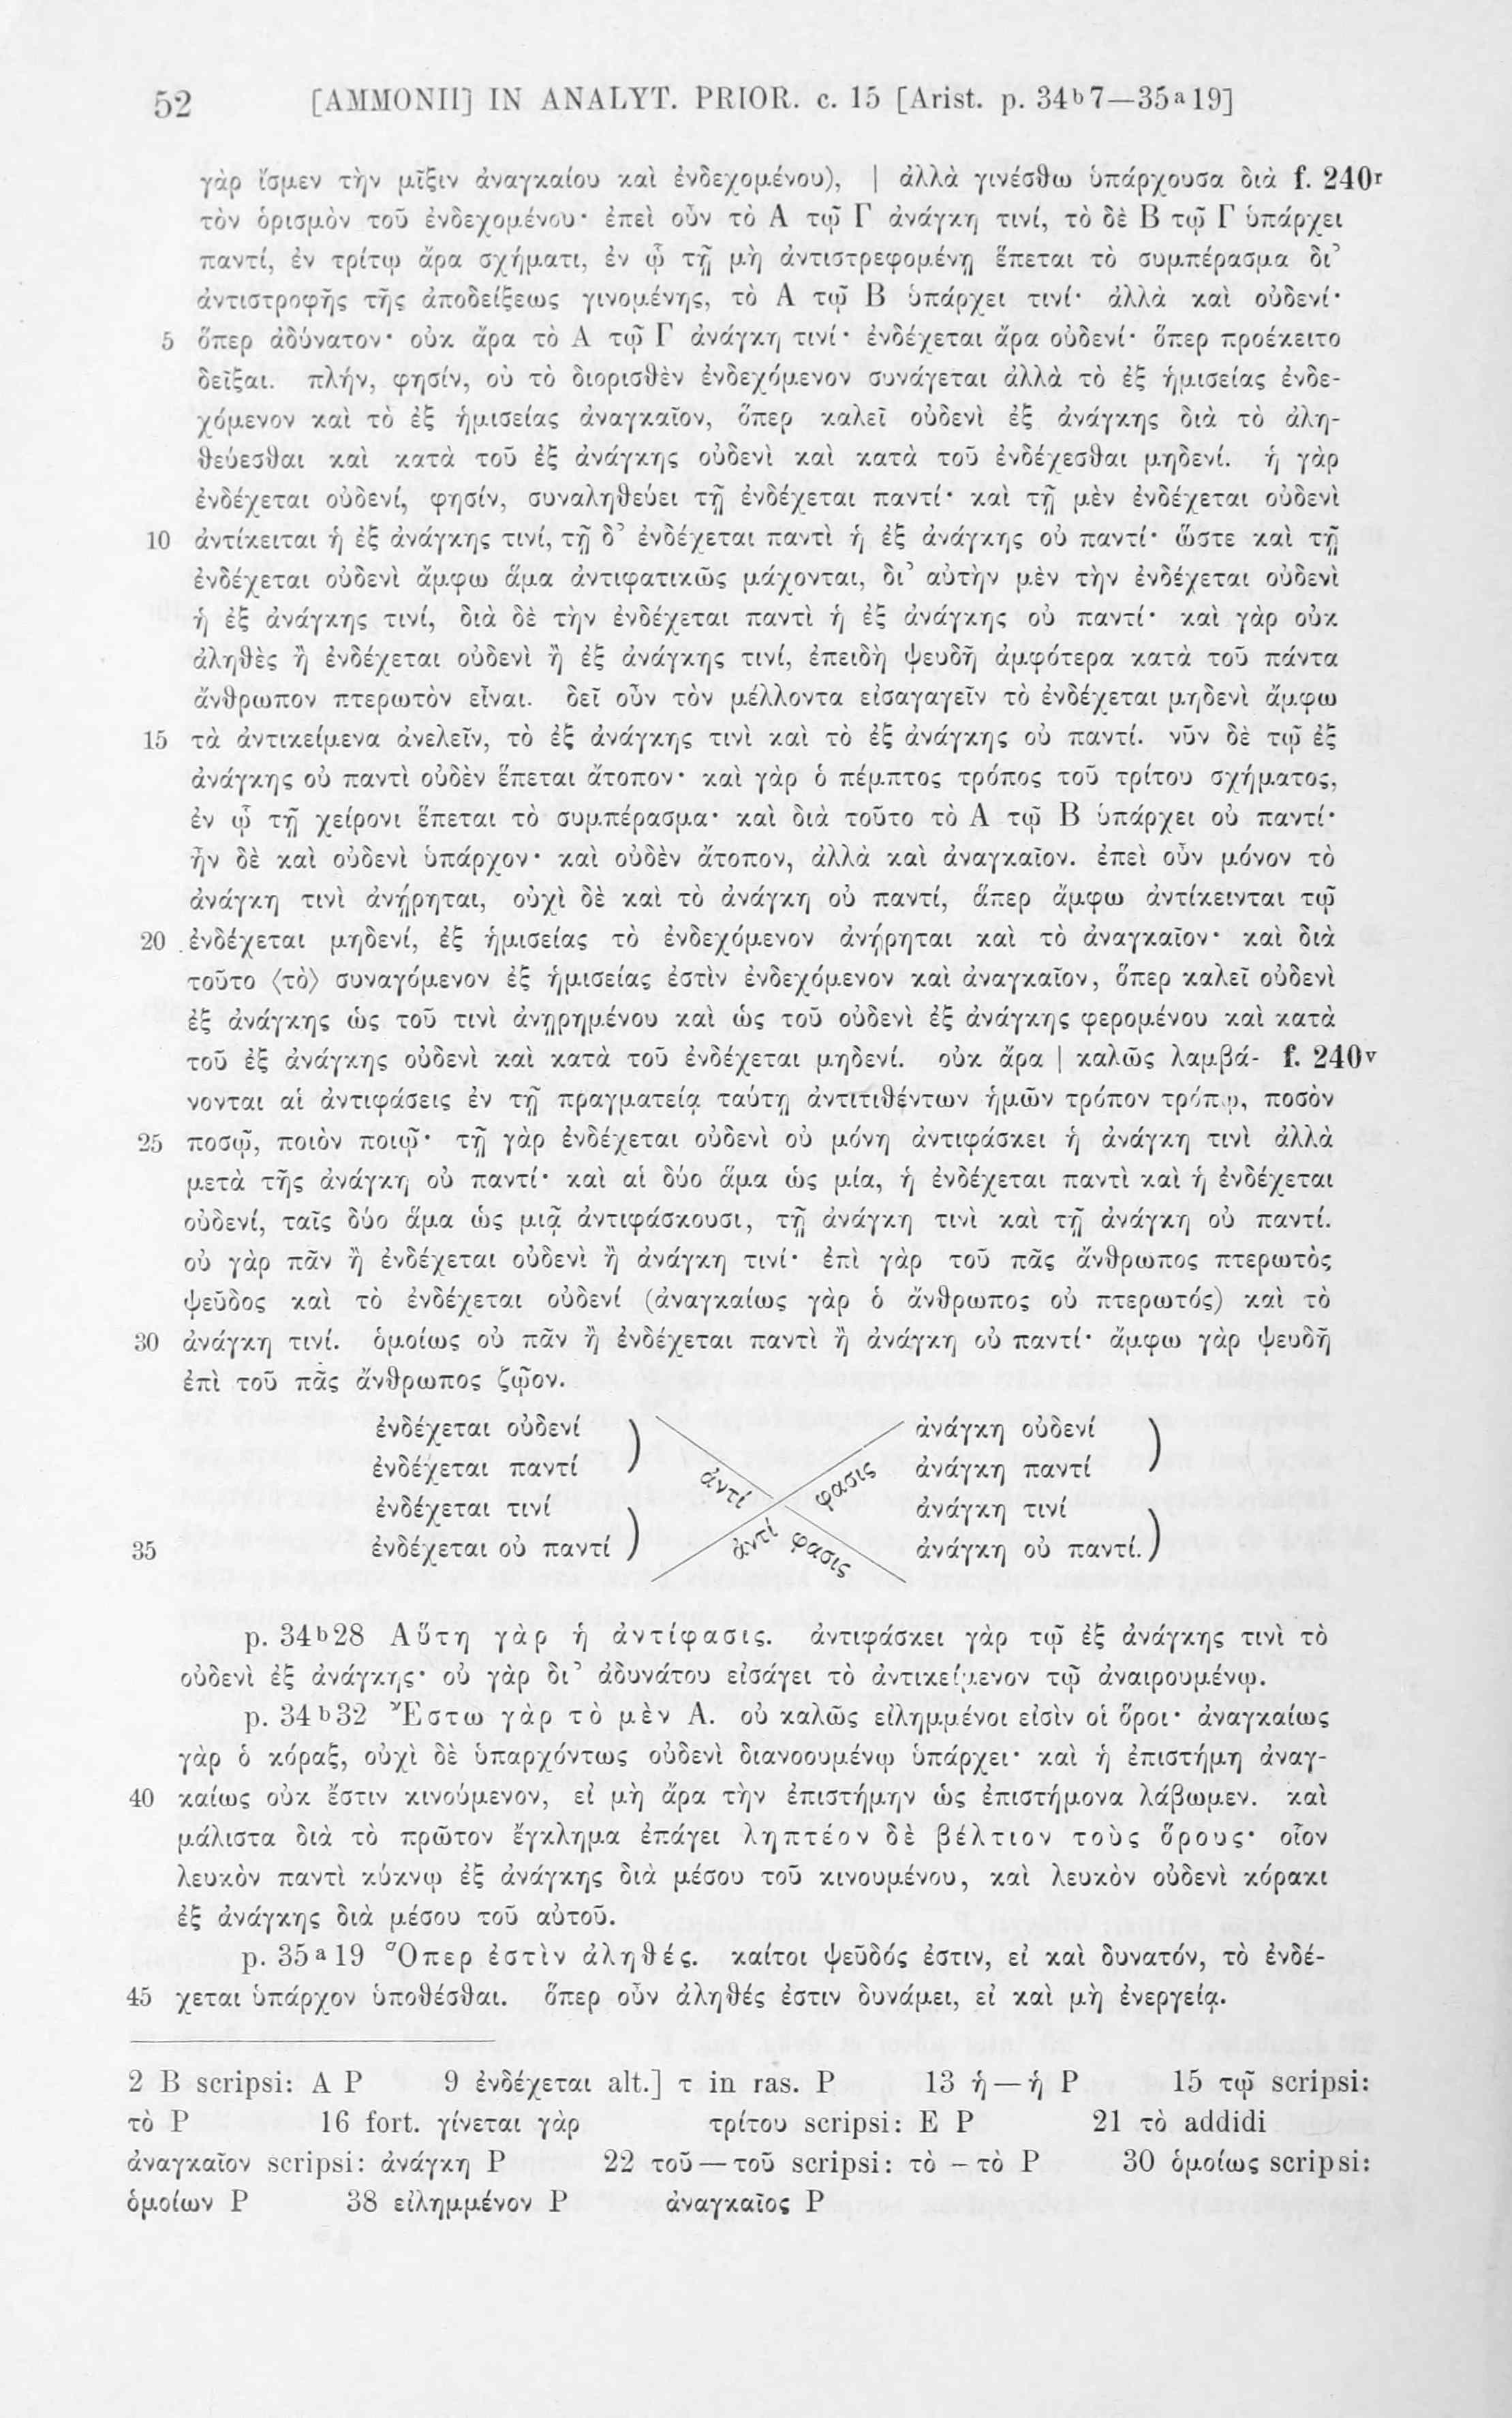 52 [AMMONII] IN ANALYT. PRIOR. c. 15 [Arist. p. 34b7—35a19]
γὰρ ἴσμεν τὴν μῖξιν ἀναγκαίου καὶ ἐνδεχομένου), | ἀλλὰ γινέσθω ὑπάρχουσα διὰ f. 240r
τὸν ὁρισμὸν τοῦ ἐνδεχομένου· ἐπεὶ οὖν τὸ Α τῷ Γ ἀνάγκη τινί, τὸ δὲ Β τῷ Γ ὑπάρχει
παντί, ἐν τρίτῳ ἄρα σχήματι, ἐν ᾧ τῇ μὴ ἀντιστρεφομένῃ ἕπεται τὸ συμπέρασμα δι’
ἀντιστροφῆς τῆς ἀποδείξεως γινομένης, τὸ Α τῷ Β ὑπάρχει τινί· ἀλλὰ καὶ οὐδενί·
5 ὅπερ ἀδύνατον· οὐκ ἄρα τὸ Α τῷ Γ ἀνάγκη τινί· ἐνδέχεται ἄρα οὐδενί· ὅπερ προέκειτο
δεῖξαι. πλήν, φησίν, οὐ τὸ διορισθὲν ἐνδεχόμενον συνάγεται ἀλλὰ τὸ ἐξ ἡμισείας ἐνδε-
χόμενον καὶ τὸ ἐξ ἡμισείας ἀναγκαῖον, ὅπερ καλεῖ οὐδενὶ ἐξ ἀνάγκης διὰ τὸ ἀλη-
θεύεσθαι καὶ κατὰ τοῦ ἐξ ἀνάγκης οὐδενὶ καὶ κατὰ τοῦ ἐνδέχεσθαι μηδενί. ἡ γὰρ
ἐνδέχεται οὐδενί, φησίν, συναληθεύει τῇ ἐνδέχεται παντί· καὶ τῇ μὲν ἐνδέχεται οὐδενὶ
10 ἀντίκειται ἡ ἐξ ἀνάγκης τινί, τῇ δ’ ἐνδέχεται παντὶ ἡ ἐξ ἀνάγκης οὐ παντί· ὥστε καὶ τῇ
ἐνδέχεται οὐδενὶ ἄμφω ἅμα ἀντιφατικῶς μάχονται, δι’ αὐτὴν μὲν τὴν ἐνδέχεται οὐδενὶ
ἡ ἐξ ἀνάγκης τινί, διὰ δὲ τὴν ἐνδέχεται παντὶ ἡ ἐξ ἀνάγκης οὐ παντί· καὶ γὰρ οὐκ
ἀληθὲς ἢ ἐνδέχεται οὐδενὶ ἢ ἐξ ἀνάγκης τινί, ἐπειδὴ ψευδῆ ἀμφότερα κατὰ τοῦ πάντα
ἄνθρωπον πτερωτὸν εἶναι. δεῖ οὖν τὸν μέλλοντα εἰσαγαγεῖν τὸ ἐνδέχεται μηδενὶ ἄμφω
15 τὰ ἀντικείμενα ἀνελεῖν, τὸ ἐξ ἀνάγκης τινὶ καὶ τὸ ἐξ ἀνάγκης οὐ παντί. νῦν δὲ τῷ ἐξ
ἀνάγκης οὐ παντὶ οὐδὲν ἕπεται ἄτοπον· καὶ γὰρ ὁ πέμπτος τρόπος τοῦ τρίτου σχήματος,
ἐν ᾧ τῇ χείρονι ἕπεται τὸ συμπέρασμα· καὶ διὰ τοῦτο τὸ Α τῷ Β ὑπάρχει οὐ παντί·
ἦν δὲ καὶ οὐδενὶ ὑπάρχον· καὶ οὐδὲν ἄτοπον, ἀλλὰ καὶ ἀναγκαῖον. ἐπεὶ οὖν μόνον τὸ
ἀνάγκη τινὶ ἀνῄρηται, οὐχὶ δὲ καὶ τὸ ἀνάγκη οὐ παντί, ἅπερ ἄμφω ἀντίκεινται τῷ
20 ἐνδέχεται μηδενί, ἐξ ἡμισείας τὸ ἐνδεχόμενον ἀνῄρηται καὶ τὸ ἀναγκαῖον· καὶ διὰ
τοῦτο ⟨τὸ⟩ συναγόμενον ἐξ ἡμισείας ἐστὶν ἐνδεχόμενον καὶ ἀναγκαῖον, ὅπερ καλεῖ οὐδενὶ
ἐξ ἀνάγκης ὡς τοῦ τινὶ ἀνῃρημένου καὶ ὡς τοῦ οὐδενὶ ἐξ ἀνάγκης φερομένου καὶ κατὰ
τοῦ ἐξ ἀνάγκης οὐδενὶ καὶ κατὰ τοῦ ἐνδέχεται μηδενί. οὐκ ἄρα | καλῶς λαμβά- f. 240v
νονται αἱ ἀντιφάσεις ἐν τῇ πραγματείᾳ ταύτῃ ἀντιτιθέντων ἡμῶν τρόπον τρόπῳ, ποσὸν
25 ποσῷ, ποιὸν ποιῷ· τῇ γὰρ ἐνδέχεται οὐδενὶ οὐ μόνη ἀντιφάσκει ἡ ἀνάγκη τινὶ ἀλλὰ
μετὰ τῆς ἀνάγκη οὐ παντί· καὶ αἱ δύο ἅμα ὡς μία, ἡ ἐνδέχεται παντὶ καὶ ἡ ἐνδέχεται
οὐδενί, ταῖς δύο ἅμα ὡς μιᾷ ἀντιφάσκουσι, τῇ ἀνάγκη τινὶ καὶ τῇ ἀνάγκη οὐ παντί.
οὐ γὰρ πᾶν ἢ ἐνδέχεται οὐδενὶ ἢ ἀνάγκη τινί· ἐπὶ γὰρ τοῦ πᾶς ἄνθρωπος πτερωτὸς
ψεῦδος καὶ τὸ ἐνδέχεται οὐδενί (ἀναγκαίως γὰρ ὁ ἄνθρωπος οὐ πτερωτός) καὶ τὸ
30 ἀνάγκη τινί. ὁμοίως οὐ πᾶν ἢ ἐνδέχεται παντὶ ἢ ἀνάγκη οὐ παντί· ἄμφω γὰρ ψευδῆ
ἐπὶ τοῦ πᾶς ἄνθρωπος ζῷον.
ἐνδέχεται οὐδενί ) ἀνάγκη οὐδενί )
ἐνδέχεται παντί ἀντί φασις ἀνάγκη παντί
ἐνδέχεται τινί ἀνάγκη τινί
35 ἐνδέχεται οὐ παντί ) ἀντί φασις ἀνάγκη οὐ παντί. )
p. 34b28 Αὕτη γὰρ ἡ ἀντίφασις. ἀντιφάσκει γὰρ τῷ ἐξ ἀνάγκης τινὶ τὸ
οὐδενὶ ἐξ ἀνάγκης· οὐ γὰρ δι’ ἀδυνάτου εἰσάγει τὸ ἀντικείμενον τῷ ἀναιρουμένῳ.
p. 34b32 Ἔστω γὰρ τὸ μὲν Α. οὐ καλῶς εἰλημμένοι εἰσὶν οἱ ὅροι· ἀναγκαίως
γὰρ ὁ κόραξ, οὐχὶ δὲ ὑπαρχόντως οὐδενὶ διανοουμένῳ ὑπάρχει· καὶ ἡ ἐπιστήμη ἀναγ-
40 καίως οὐκ ἔστιν κινούμενον, εἰ μὴ ἄρα τὴν ἐπιστήμην ὡς ἐπιστήμονα λάβωμεν. καὶ
μάλιστα διὰ τὸ πρῶτον ἔγκλημα ἐπάγει ληπτέον δὲ βέλτιον τοὺς ὅρους· οἷον
λευκὸν παντὶ κύκνῳ ἐξ ἀνάγκης διὰ μέσου τοῦ κινουμένου, καὶ λευκὸν οὐδενὶ κόρακι
ἐξ ἀνάγκης διὰ μέσου τοῦ αὐτοῦ.
p. 35a19 Ὅπερ ἐστὶν ἀληθές. καίτοι ψεῦδός ἐστιν, εἰ καὶ δυνατόν, τὸ ἐνδέ-
45 χεται ὑπάρχον ὑποθέσθαι. ὅπερ οὖν ἀληθές ἐστιν δυνάμει, εἰ καὶ μὴ ἐνεργείᾳ.
2 Β scripsi: Α P 9 ἐνδέχεται alt.] τ in ras. P 13 ἡ—ἡ P 15 τῷ scripsi:
τὸ P 16 fort. γίνεται γὰρ τρίτου scripsi: Ε P 21 τὸ addidi
ἀναγκαῖον scripsi: ἀνάγκη P 22 τοῦ—τοῦ scripsi: τὸ—τὸ P 30 ὁμοίως scripsi:
ὁμοίων P 38 εἰλημμένον P ἀναγκαῖος P